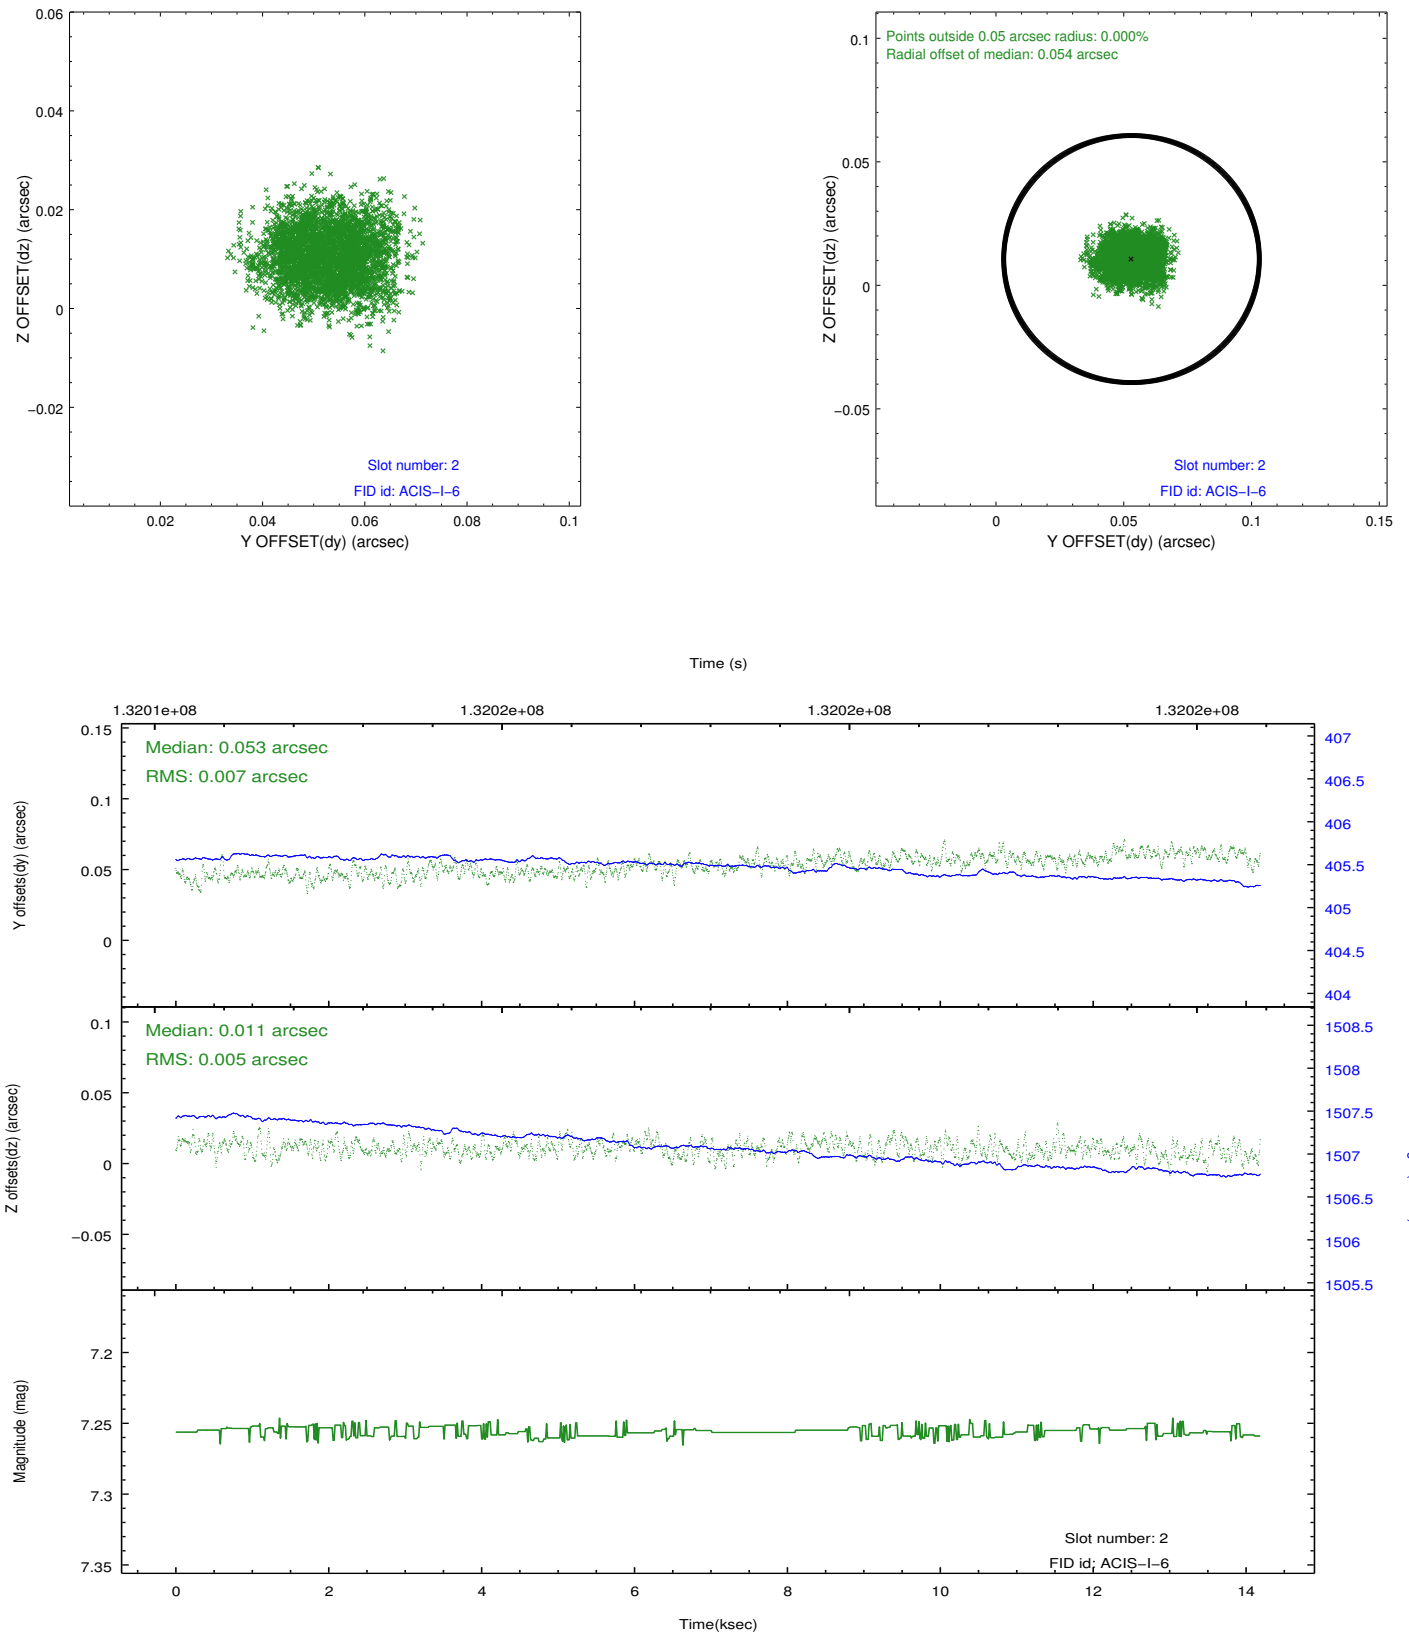 0.06
0.04
0.02
0
−0.02
Z OFFSET(dz) (arcsec)
Slot number: 2
FID id: ACIS−I−6
0.02
0.04
0.06
0.08
0.1
Y OFFSET(dy) (arcsec)
Points outside 0.05 arcsec radius: 0.000%
Radial offset of median: 0.054 arcsec
0.1
0.05
0
−0.05
Z OFFSET(dz) (arcsec)
Slot number: 2
FID id: ACIS−I−6
0
0.05
0.1
0.15
Y OFFSET(dy) (arcsec)
Time (s)
1.3201e+08
1.3202e+08
1.3202e+08
1.3202e+08
Median: 0.053 arcsec
RMS: 0.007 arcsec
0.15
0.1
0.05
0
Y offsets(dy) (arcsec)
407
406.5
406
405.5
405
404.5
404
Median: 0.011 arcsec
RMS: 0.005 arcsec
0.1
0.05
0
−0.05
Z offsets(dz) (arcsec)
1508.5
1508
1507.5
1507
1506.5
1506
1505.5
7.2
7.25
7.3
7.35
Magnitude (mag)
Slot number: 2
FID id; ACIS−I−6
0
2
4
6
8
10
12
14
Time(ksec)